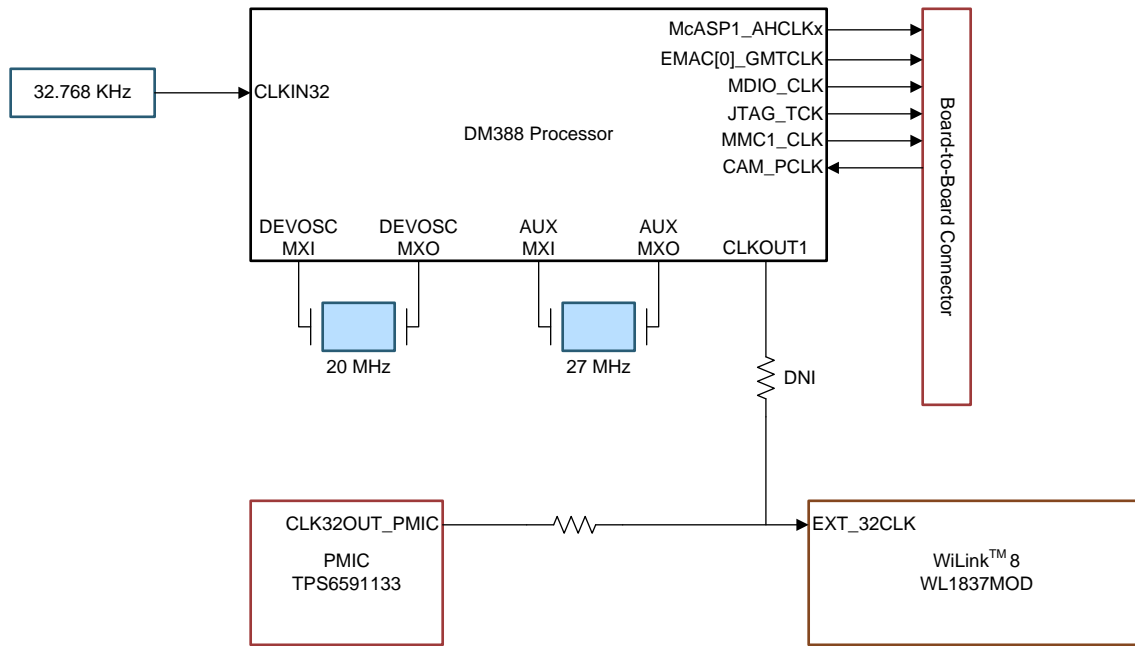 McASP1_AHCLKx
EMAC[0]_GMTCLK
MDIO_CLK
JTAG_TCK
MMC1_CLK
CAM_PCLK
32.768 KHz
CLKIN32
DM388 Processor
Board-to-Board Connector
DEVOSC
MXI
DEVOSC
MXO
AUX
MXI
AUX
MXO
CLKOUT1
20 MHz
27 MHz
DNI
CLK32OUT_PMIC
PMIC
TPS6591133
EXT_32CLK
WiLink™ 8
WL1837MOD